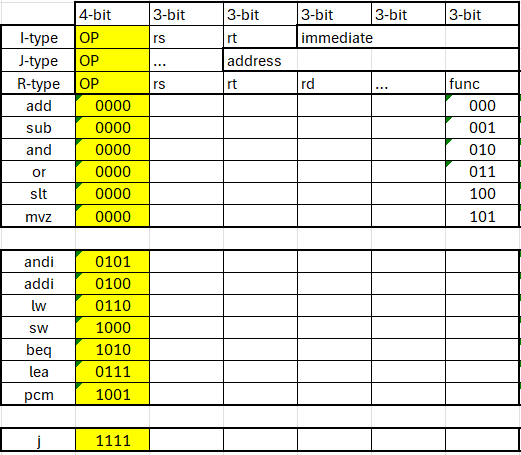 4-bit 3-bit 3-bit 3-bit 3-bit 3-bit
I-type OP rs rt immediate
J-type OP ... address
R-type OP rs rt rd ... func
add 0000 000
sub 0000 001
and 0000 010
or 0000 011
slt 0000 100
mvz 0000 101
andi 0101
addi 0100
lw 0110
sw 1000
beq 1010
lea 0111
pcm 1001
j 1111